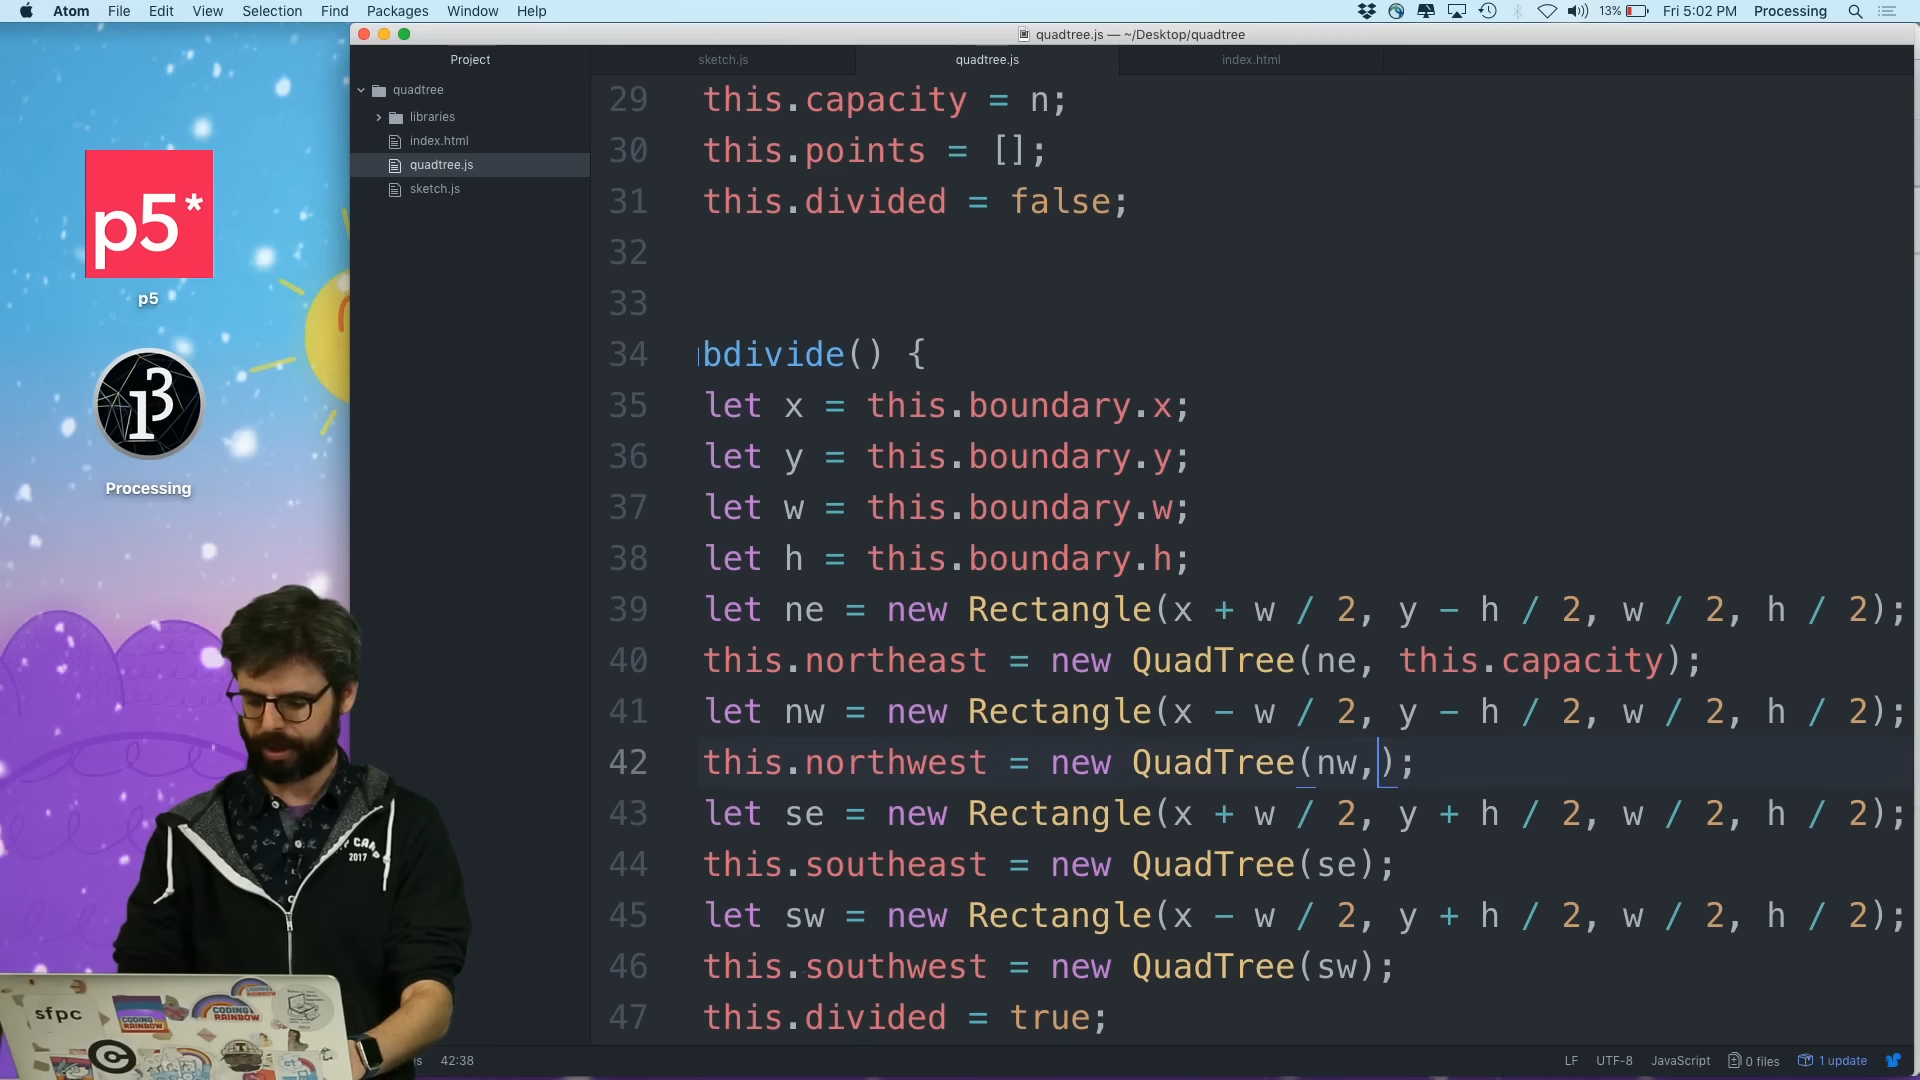 Atom File Edit View Selection Find Packages Window Help
13% Fri 5:02 PM Processing
quadtree.js — ~/Desktop/quadtree
Project
sketch.js
quadtree.js
index.html
quadtree
libraries
index.html
quadtree.js
sketch.js
p5*
p5
Processing
29 this.capacity = n;
30 this.points = [];
31 this.divided = false;
32
33
34 bdivide() {
35 let x = this.boundary.x;
36 let y = this.boundary.y;
37 let w = this.boundary.w;
38 let h = this.boundary.h;
39 let ne = new Rectangle(x + w / 2, y - h / 2, w / 2, h / 2);
40 this.northeast = new QuadTree(ne, this.capacity);
41 let nw = new Rectangle(x - w / 2, y - h / 2, w / 2, h / 2);
42 this.northwest = new QuadTree(nw,);
43 let se = new Rectangle(x + w / 2, y + h / 2, w / 2, h / 2);
44 this.southeast = new QuadTree(se);
45 let sw = new Rectangle(x - w / 2, y + h / 2, w / 2, h / 2);
46 this.southwest = new QuadTree(sw);
47 this.divided = true;
2017
sfpc
CODING RAINBOW
CODING RAINBOW
42:38
LF UTF-8 JavaScript 0 files 1 update